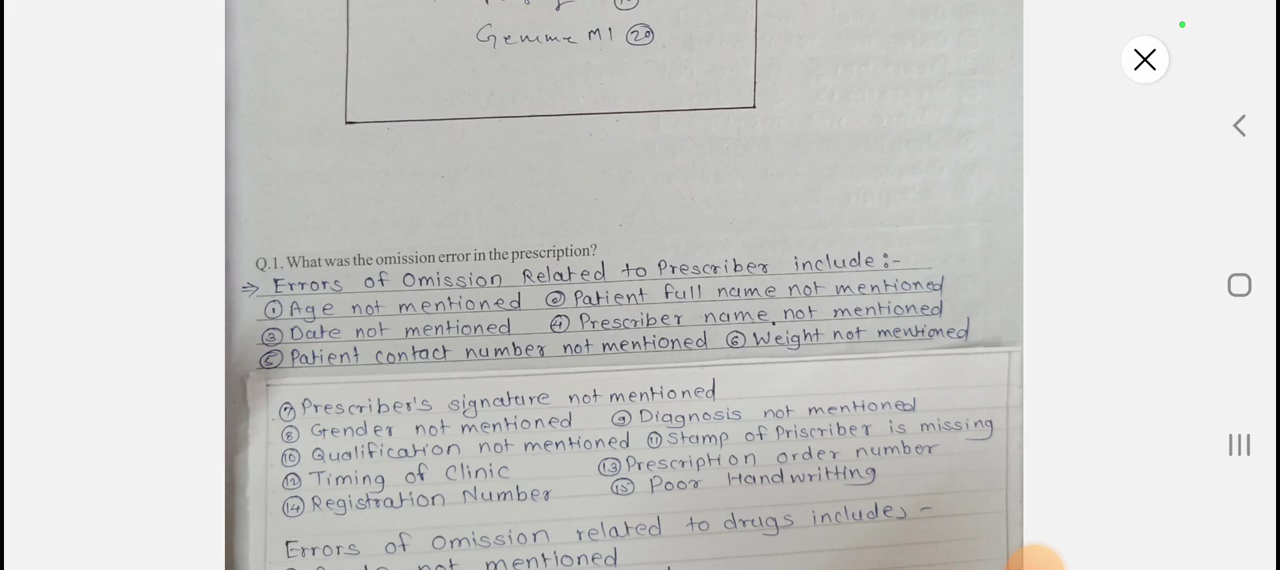 Gemme M1 20
Q.1. What was the omission error in the prescription?
⇒ Errors of Omission Related to Prescriber include :-
① Age not mentioned ② Patient full name not mentioned
③ Date not mentioned ④ Prescriber name not mentioned
⑤ Patient contact number not mentioned ⑥ Weight not mentioned
⑦ Prescriber's signature not mentioned
⑧ Gender not mentioned ⑨ Diagnosis not mentioned
⑩ Qualification not mentioned ⑪ Stamp of Priscriber is missing
⑫ Timing of Clinic ⑬ Prescription order number
⑭ Registration Number ⑮ Poor Handwritting
Errors of omission related to drugs include, -
not mentioned